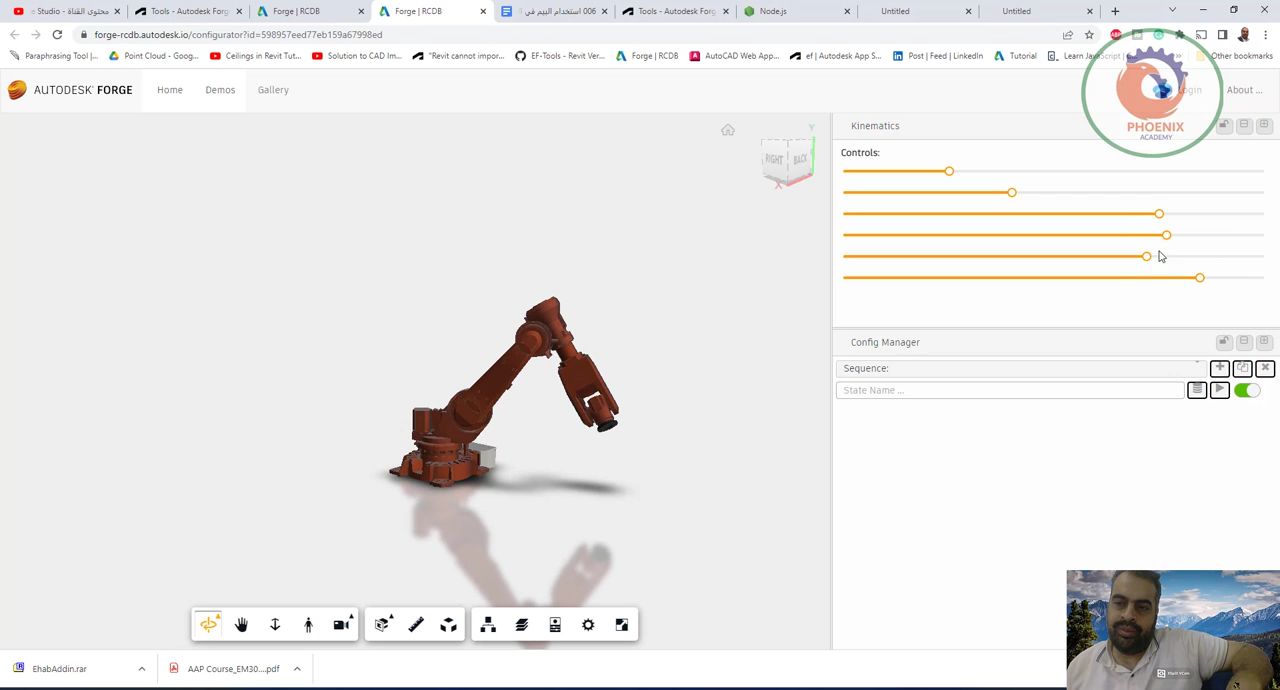 Studio - محتوى القناة
Tools - Autodesk Forg
Forge | RCDB
Forge | RCDB
006 استخدام البيم في
Tools - Autodesk Forg
Node.js
Untitled
Untitled
forge-rcdb.autodesk.io/configurator?id=598957eed77eb159a67998ed
Paraphrasing Tool |...
Point Cloud - Goog...
Ceilings in Revit Tut...
Solution to CAD Im...
"Revit cannot impor...
EF-Tools - Revit Ver...
Forge | RCDB
AutoCAD WEB App...
ef | Autodesk App S...
Post | Feed | LinkedIn
Tutorial
Other bookmarks
AUTODESK® FORGE
Home
Demos
Gallery
Login
About ...
PHOENIX
ACADEMY
Kinematics
Controls:
RIGHT
BACK
Y
X
Config Manager
Sequence:
State Name ...
EhabAddin.rar
AAP Course_EM30....pdf
XSplit VCam